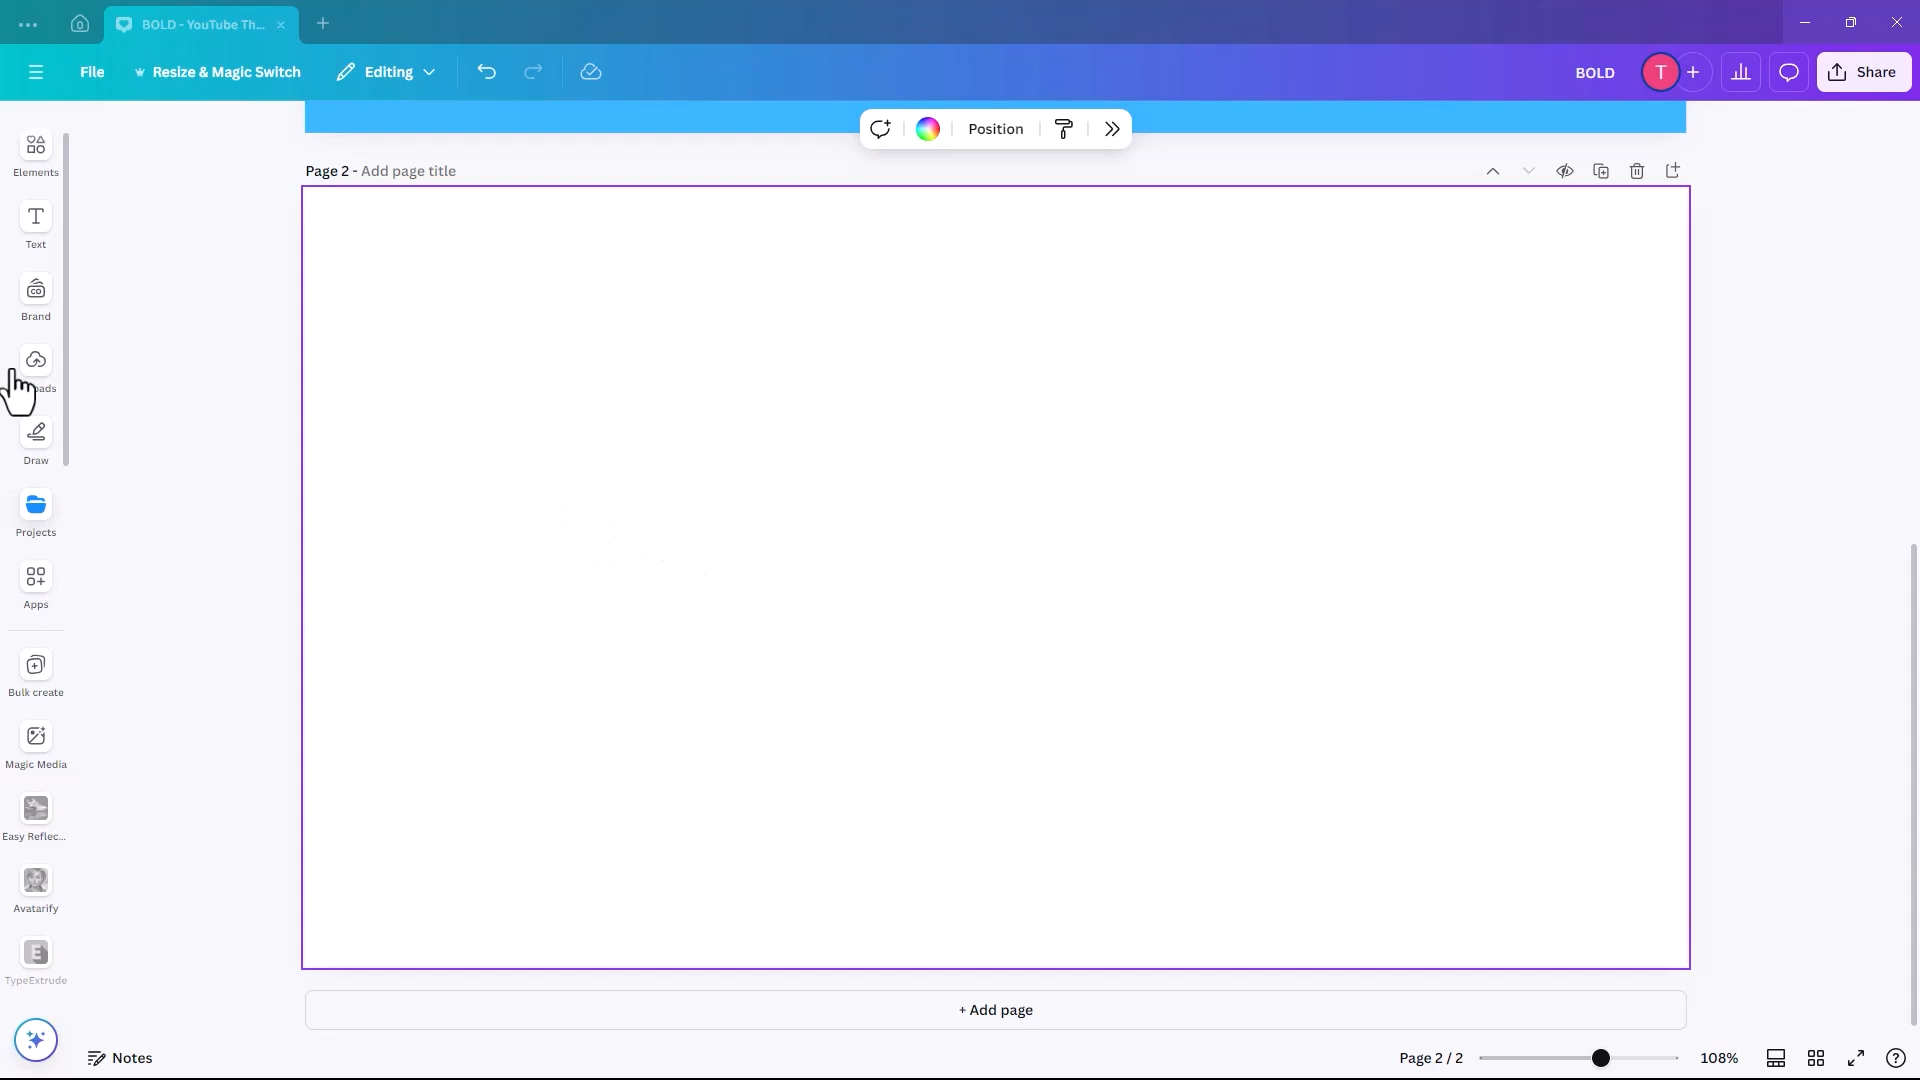 BOLD - YouTube Th...
File
Resize & Magic Switch
Editing
BOLD
T
Share
Position
Page 2 - Add page title
Elements
Text
CO
Brand
Draw
Projects
Apps
Bulk create
Magic Media
Easy Reflec...
Avatarify
E
TypeExtrude
+ Add page
Notes
Page 2 / 2
108%